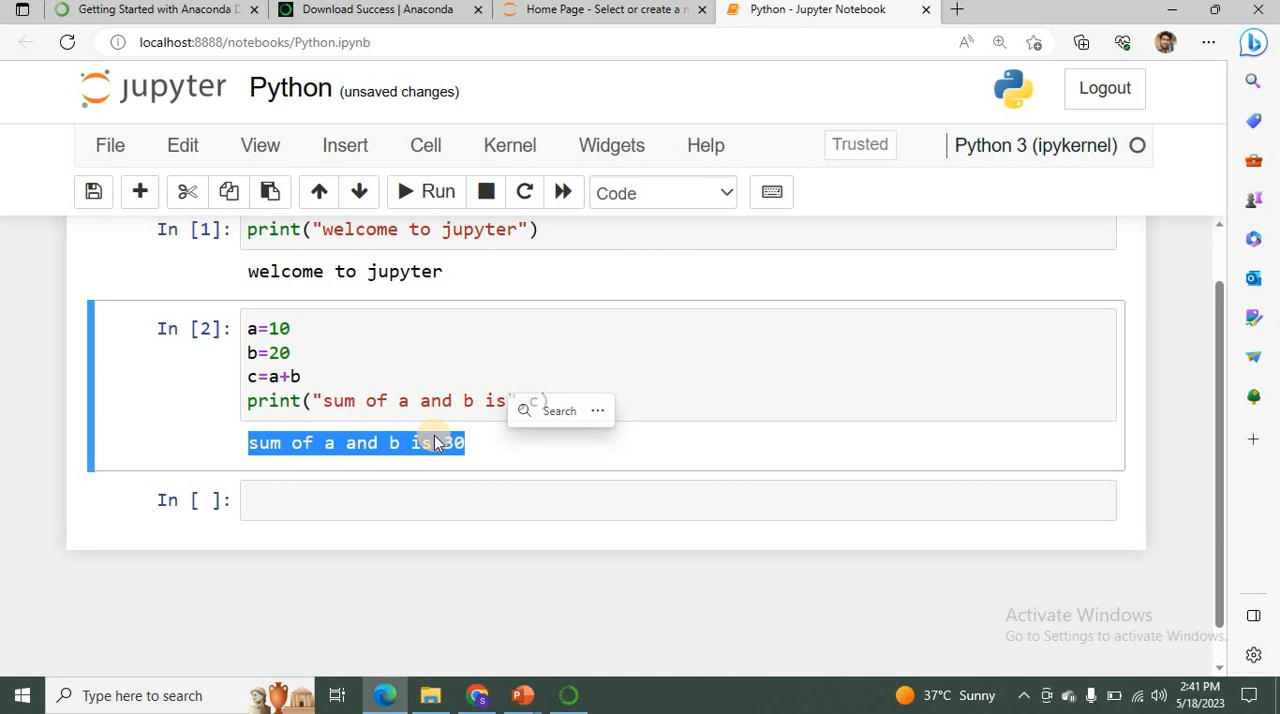 Getting Started with Anaconda D
Download Success | Anaconda
Home Page - Select or create a n
Python - Jupyter Notebook
localhost:8888/notebooks/Python.ipynb
jupyter Python (unsaved changes)
Logout
File Edit View Insert Cell Kernel Widgets Help
Trusted
Python 3 (ipykernel)
Run
Code
In [1]: print("welcome to jupyter")
welcome to jupyter
In [2]: a=10
b=20
c=a+b
print("sum of a and b is",c)
Search
sum of a and b is 30
In [ ]:
Activate Windows
Go to Settings to activate Windows.
Type here to search
37°C Sunny
2:41 PM
5/18/2023